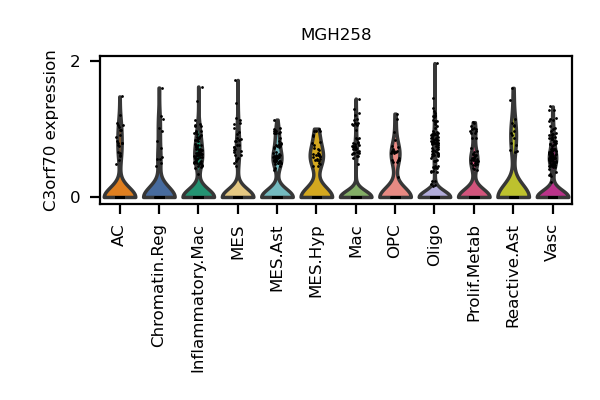 MGH258
C3orf70 expression
2
0
AC
Chromatin.Reg
Inflammatory.Mac
MES
MES.Ast
MES.Hyp
Mac
OPC
Oligo
Prolif.Metab
Reactive.Ast
Vasc